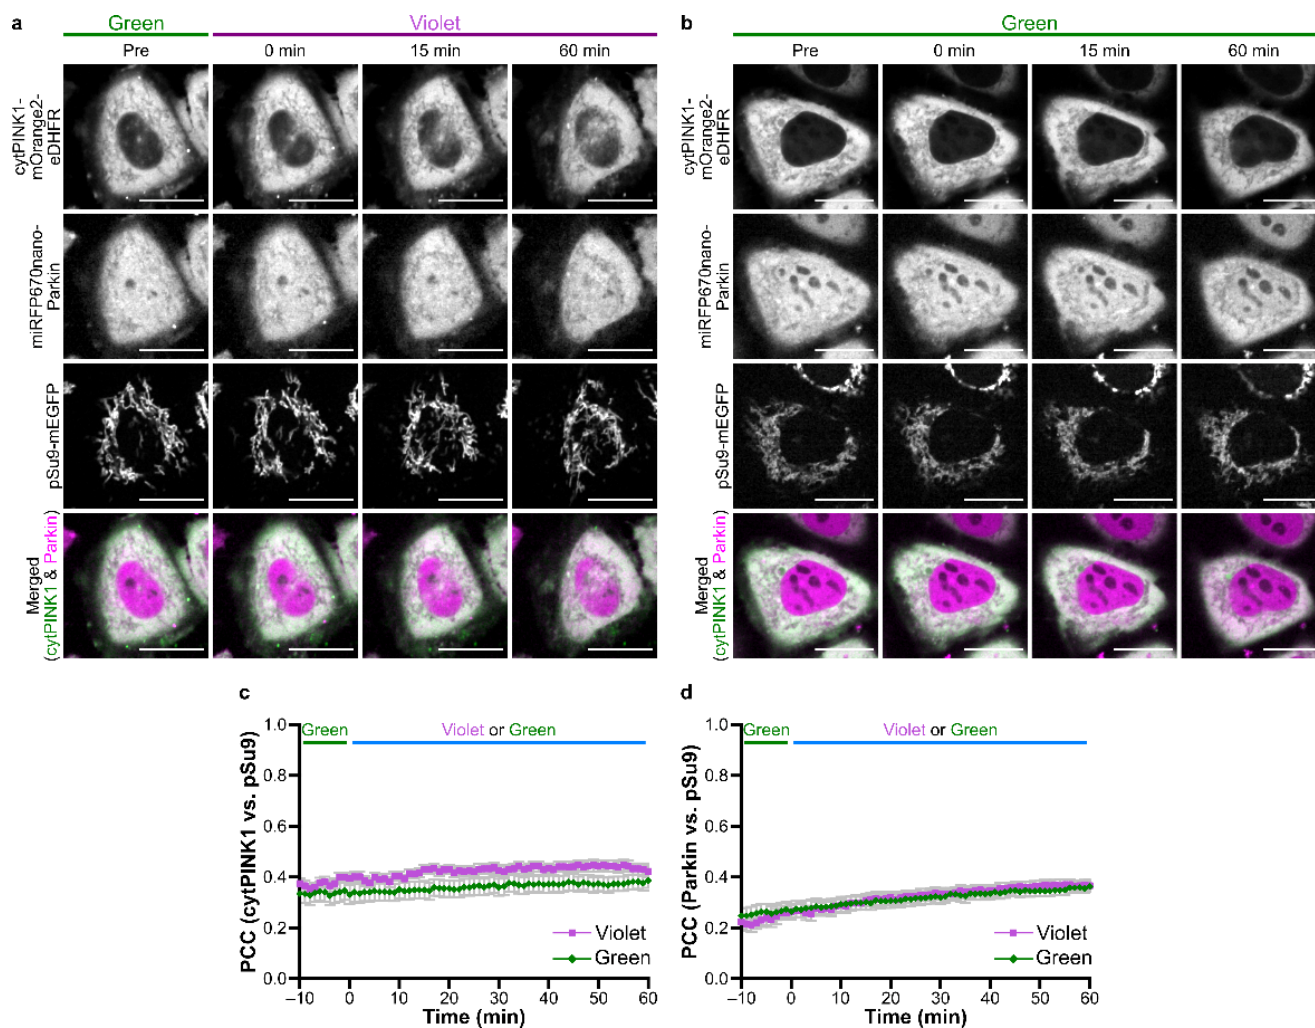 a
Green
Violet
Pre
0 min
15 min
60 min
cytPINK1-
mOrange2-
eDHFR
miRFP670nano-
Parkin
pSu9-mEGFP
Merged
(cytPINK1 & Parkin)
b
Green
Pre
0 min
15 min
60 min
cytPINK1-
mOrange2-
eDHFR
miRFP670nano-
Parkin
pSu9-mEGFP
Merged
(cytPINK1 & Parkin)
c
Green
Violet or Green
PCC (cytPINK1 vs. pSu9)
1.0
0.8
0.6
0.4
0.2
0.0
Violet
Green
–10
0
10
20
30
40
50
60
Time (min)
d
Green
Violet or Green
PCC (Parkin vs. pSu9)
1.0
0.8
0.6
0.4
0.2
0.0
Violet
Green
–10
0
10
20
30
40
50
60
Time (min)